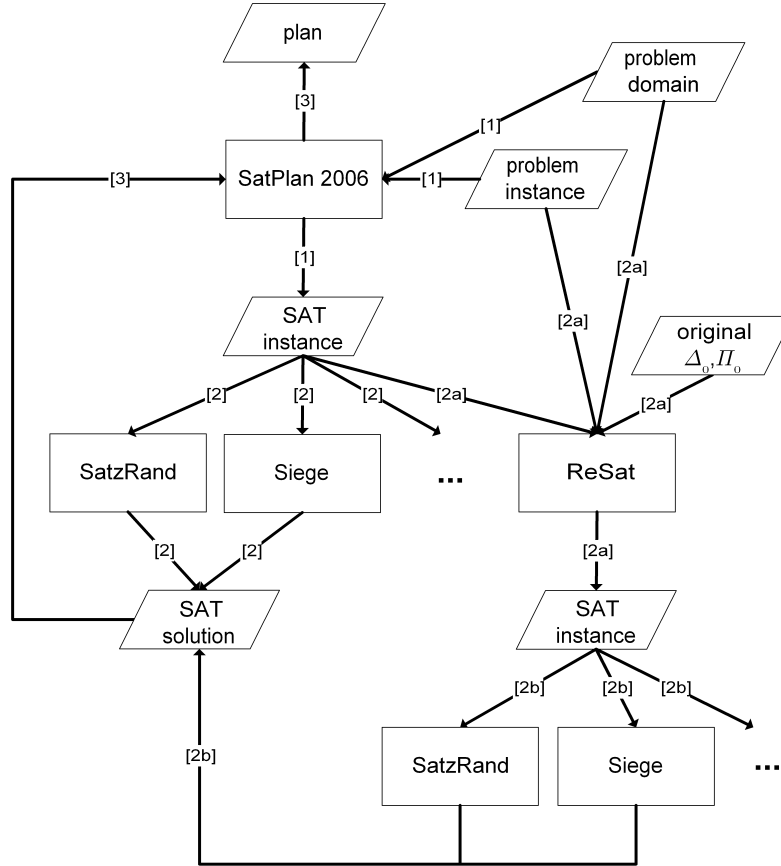 plan
problem
domain
[3]
[1]
problem
instance
[3]
SatPlan 2006
[1]
[1]
[2a]
SAT
instance
[2a]
original
Δ₀,Π₀
[2]
[2]
[2]
[2a]
[2a]
SatzRand
Siege
...
ReSat
[2]
[2]
[2a]
SAT
solution
SAT
instance
[2b]
[2b]
[2b]
[2b]
SatzRand
Siege
...